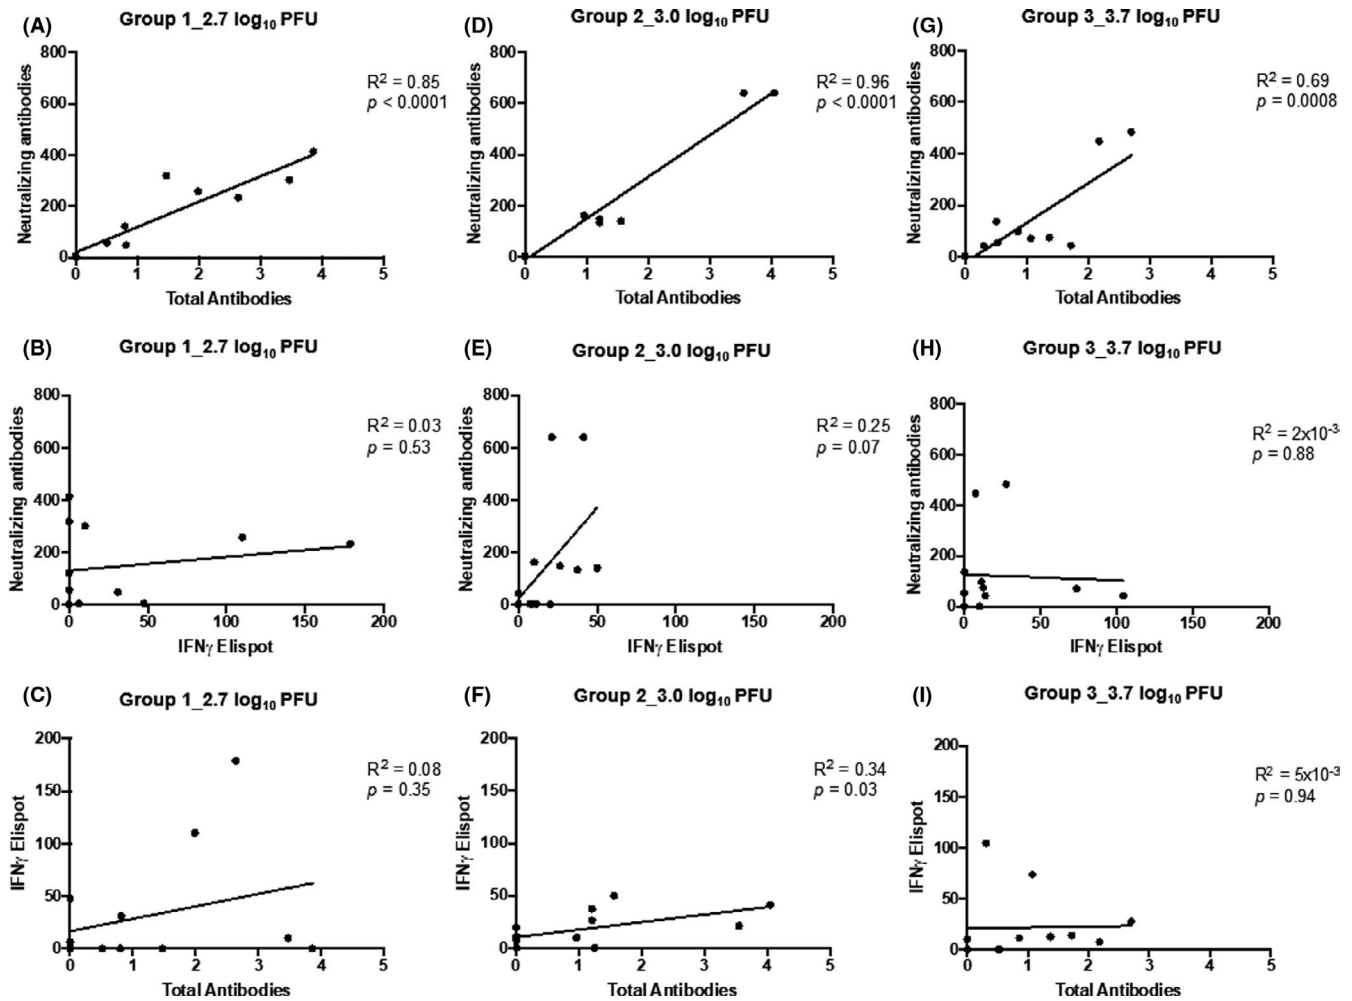 (A)
Group 1_2.7 log10 PFU
R2 = 0.85
p < 0.0001
Neutralizing antibodies
800
600
400
200
0
0 1 2 3 4 5
Total Antibodies
(D)
Group 2_3.0 log10 PFU
R2 = 0.96
p < 0.0001
Neutralizing antibodies
800
600
400
200
0
0 1 2 3 4 5
Total Antibodies
(G)
Group 3_3.7 log10 PFU
R2 = 0.69
p = 0.0008
Neutralizing antibodies
800
600
400
200
0
0 1 2 3 4 5
Total Antibodies
(B)
Group 1_2.7 log10 PFU
R2 = 0.03
p = 0.53
Neutralizing antibodies
800
600
400
200
0
0 50 100 150 200
IFNγ Elispot
(E)
Group 2_3.0 log10 PFU
R2 = 0.25
p = 0.07
Neutralizing antibodies
800
600
400
200
0
0 50 100 150 200
IFNγ Elispot
(H)
Group 3_3.7 log10 PFU
R2 = 2x10-3
p = 0.88
Neutralizing antibodies
800
600
400
200
0
0 50 100 150 200
IFNγ Elispot
(C)
Group 1_2.7 log10 PFU
R2 = 0.08
p = 0.35
IFNγ Elispot
200
150
100
50
0
0 1 2 3 4 5
Total Antibodies
(F)
Group 2_3.0 log10 PFU
R2 = 0.34
p = 0.03
IFNγ Elispot
200
150
100
50
0
0 1 2 3 4 5
Total Antibodies
(I)
Group 3_3.7 log10 PFU
R2 = 5x10-3
p = 0.94
IFNγ Elispot
200
150
100
50
0
0 1 2 3 4 5
Total Antibodies